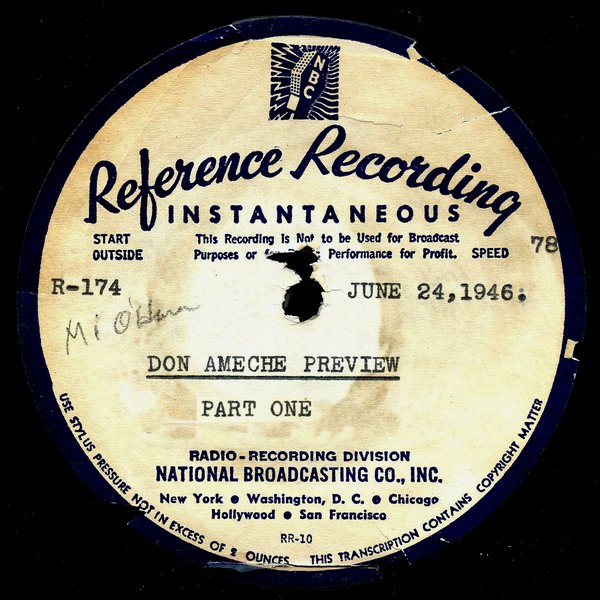 NBC
Reference Recording
INSTANTANEOUS
START OUTSIDE
This Recording is Not to be Used for Broadcast
Purposes or Performance for Profit.
SPEED 78
R-174
JUNE 24,1946.
DON AMECHE PREVIEW
PART ONE
RADIO-RECORDING DIVISION
NATIONAL BROADCASTING CO., INC.
New York • Washington, D. C. • Chicago
Hollywood • San Francisco
RR-10
USE STYLUS PRESSURE NOT IN EXCESS OF 2 OUNCES
THIS TRANSCRIPTION CONTAINS COPYRIGHT MATTER